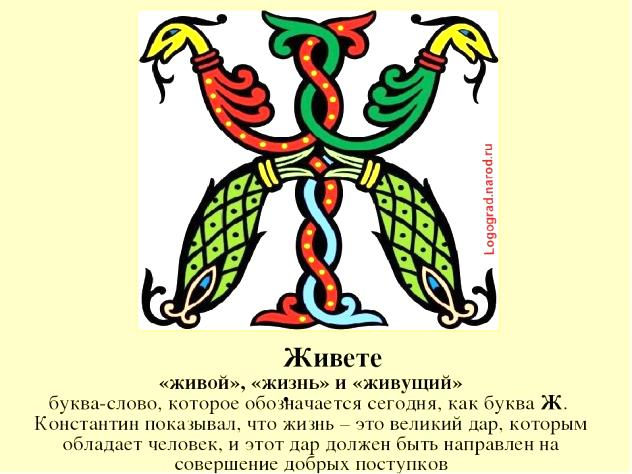 Logograd.narod.ru
Живете
«живой», «жизнь» и «живущий»
буква-слово, которое обозначается сегодня, как буква Ж.
Константин показывал, что жизнь – это великий дар, которым
обладает человек, и этот дар должен быть направлен на
совершение добрых поступков